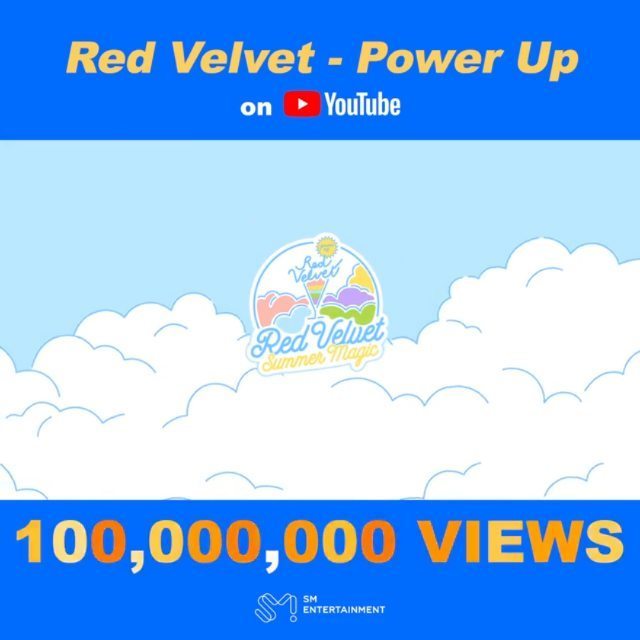 Red Velvet - Power Up
on YouTube
Red
Velvet
Red Velvet
Summer Magic
100,000,000 VIEWS
SM
ENTERTAINMENT